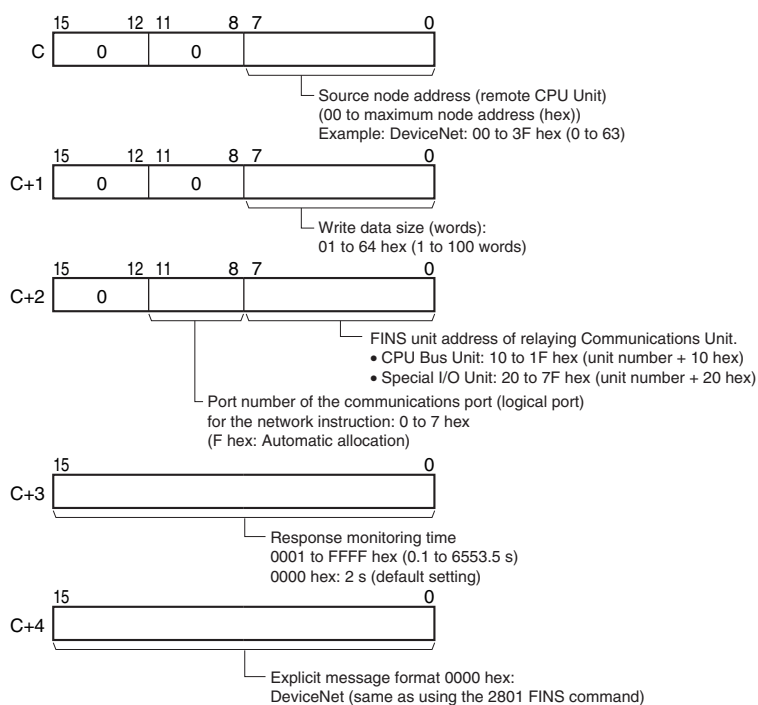 15 12 11 8 7 0
C 0 0
Source node address (remote CPU Unit)
(00 to maximum node address (hex))
Example: DeviceNet: 00 to 3F hex (0 to 63)
15 12 11 8 7 0
C+1 0 0
Write data size (words):
01 to 64 hex (1 to 100 words)
15 12 11 8 7 0
C+2 0
FINS unit address of relaying Communications Unit.
• CPU Bus Unit: 10 to 1F hex (unit number + 10 hex)
• Special I/O Unit: 20 to 7F hex (unit number + 20 hex)
Port number of the communications port (logical port)
for the network instruction: 0 to 7 hex
(F hex: Automatic allocation)
15 0
C+3
Response monitoring time
0001 to FFFF hex (0.1 to 6553.5 s)
0000 hex: 2 s (default setting)
15 0
C+4
Explicit message format 0000 hex:
DeviceNet (same as using the 2801 FINS command)